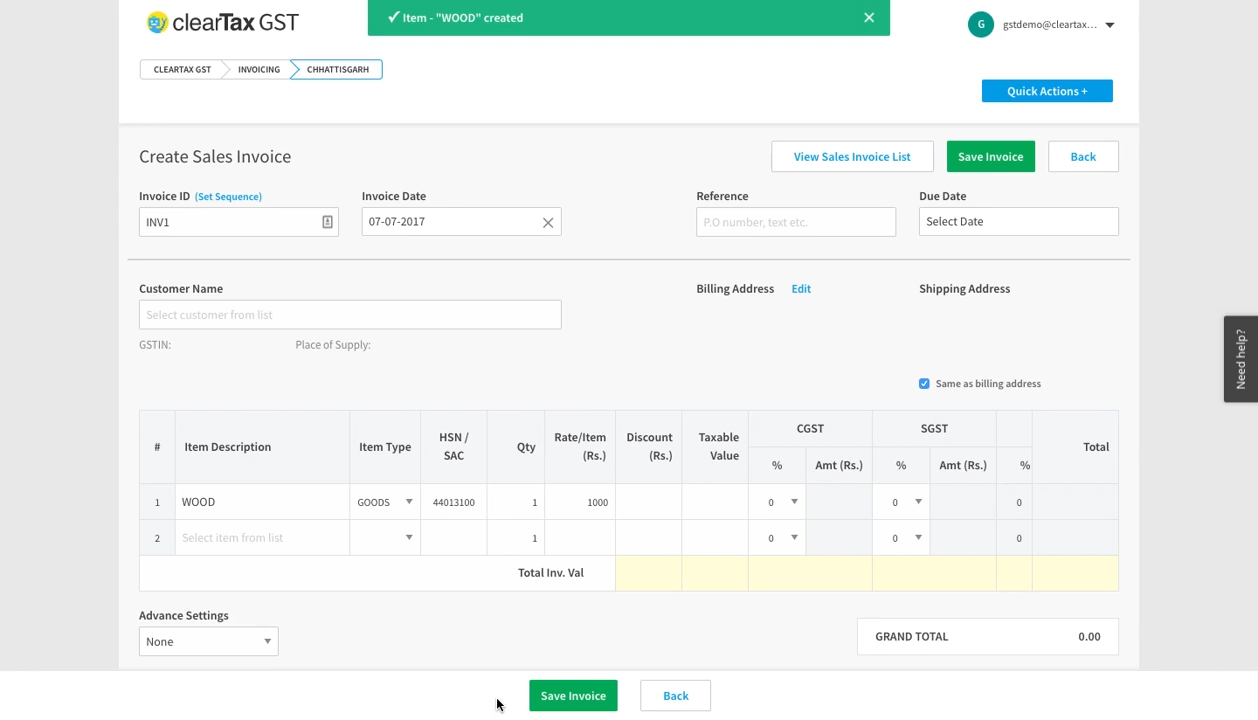 clearTax GST
✓ Item - "WOOD" created
G gstdemo@cleartax...
CLEARTAX GST INVOICING CHHATTISGARH
Quick Actions +
Create Sales Invoice
View Sales Invoice List
Save Invoice
Back
Invoice ID (Set Sequence)
Invoice Date
Reference
Due Date
INV1
07-07-2017
P.O number, text etc.
Select Date
Customer Name
Billing Address Edit
Shipping Address
Select customer from list
GSTIN:
Place of Supply:
Same as billing address
Need help?
# Item Description Item Type HSN / SAC Qty Rate/Item (Rs.) Discount (Rs.) Taxable Value CGST SGST Total
% Amt (Rs.) % Amt (Rs.) %
1 WOOD GOODS 44013100 1 1000 0 0 0
2 Select item from list 1 0 0 0
Total Inv. Val
Advance Settings
None
GRAND TOTAL 0.00
Save Invoice
Back